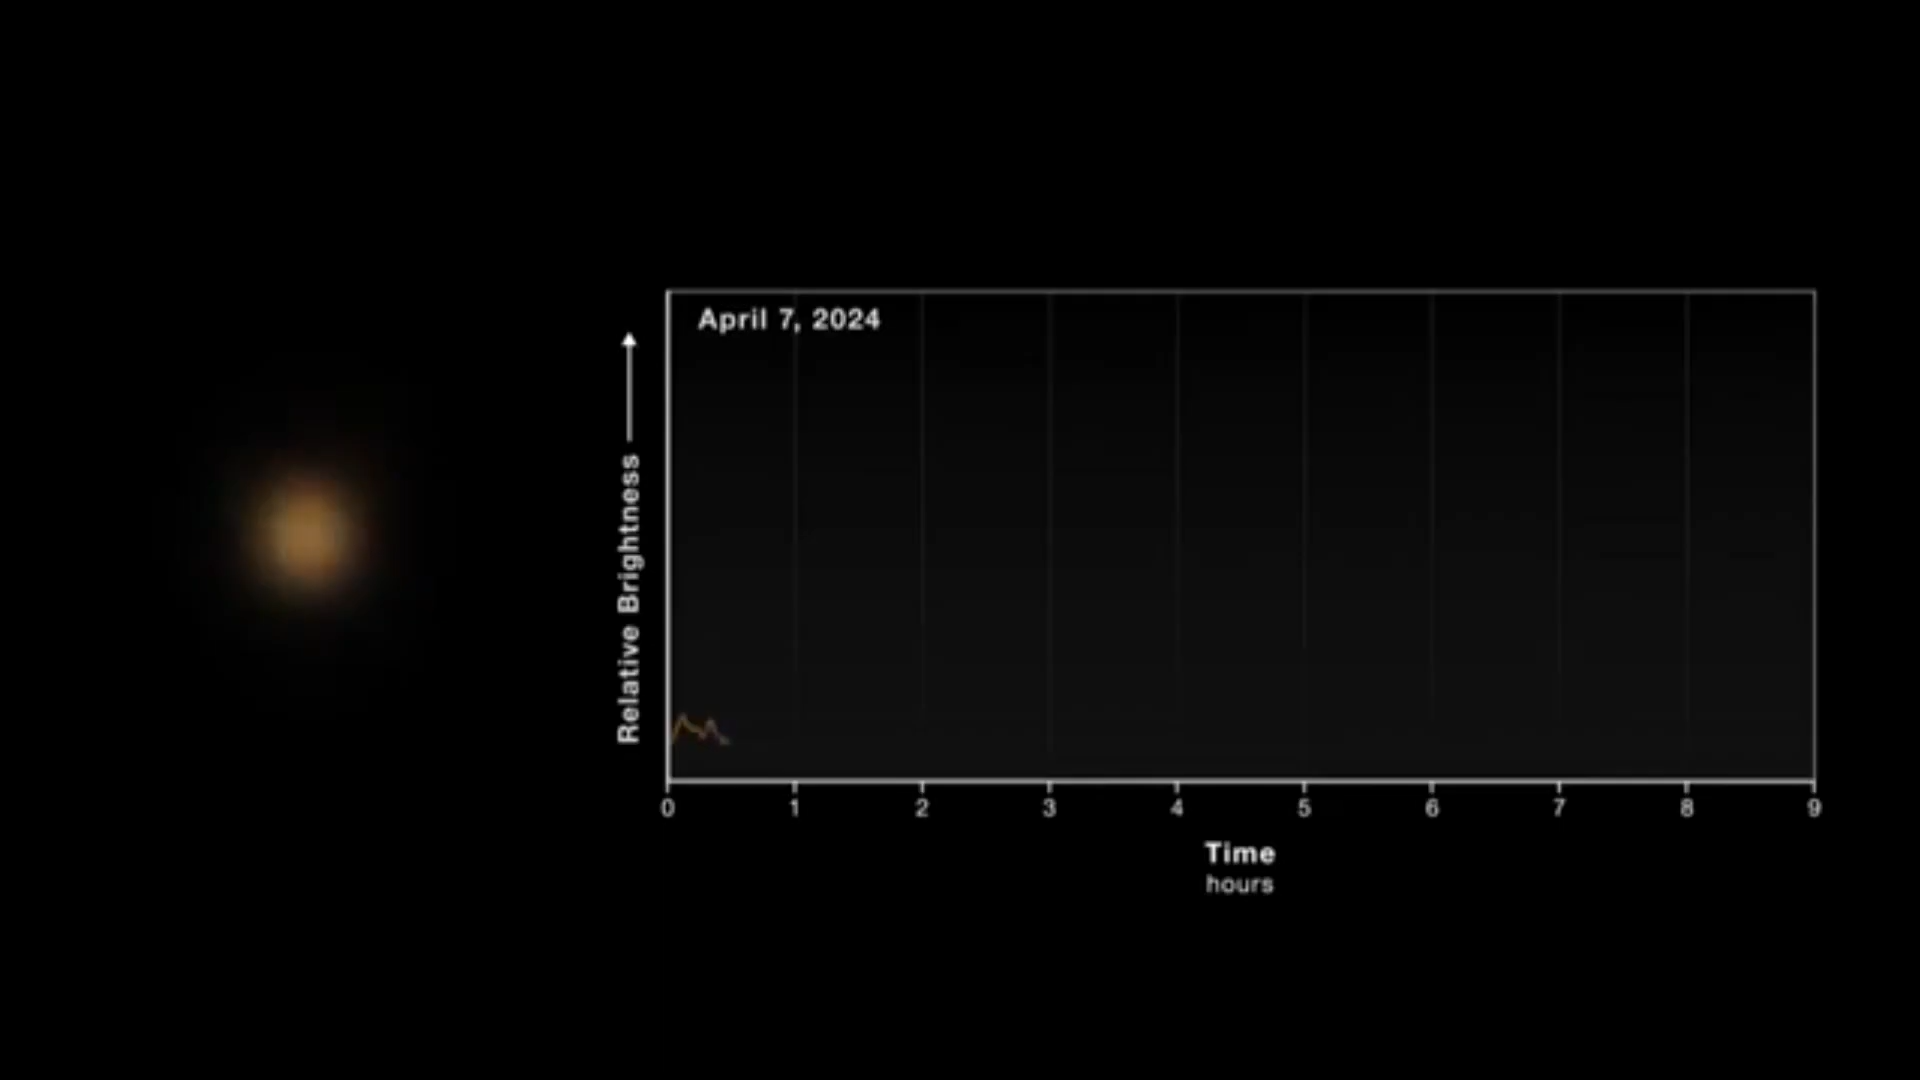 April 7, 2024
Relative Brightness
0 1 2 3 4 5 6 7 8 9
Time
hours